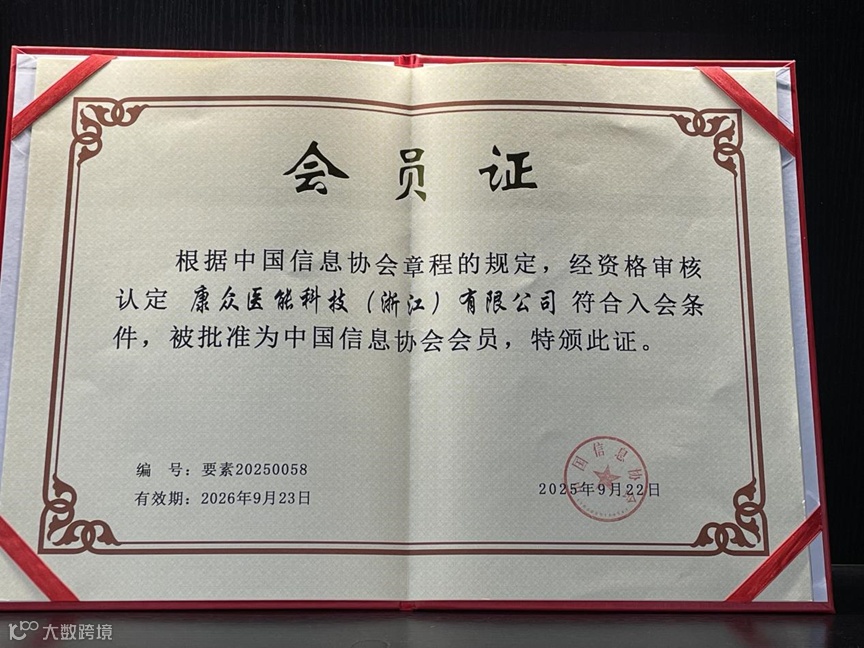 会员证
根据中国信息协会章程的规定，经资格审核
认定 康众医能科技（浙江）有限公司 符合入会条
件，被批准为中国信息协会会员，特颁此证。
编 号：要素20250058
有效期：2026年9月23日
国信息协会
2025年9月22日
大数跨境